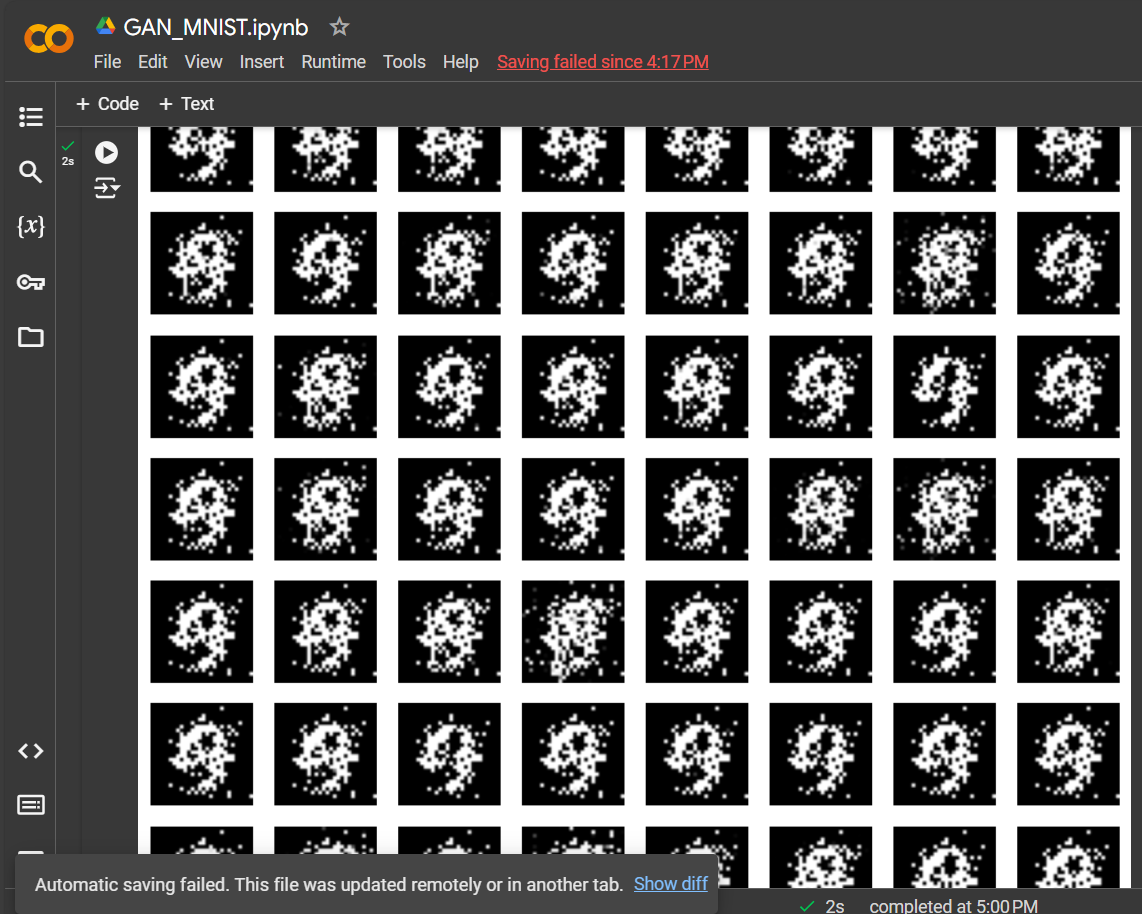 GAN_MNIST.ipynb
File Edit View Insert Runtime Tools Help Saving failed since 4:17 PM
+ Code + Text
2s
{x}
Automatic saving failed. This file was updated remotely or in another tab. Show diff
2s completed at 5:00 PM